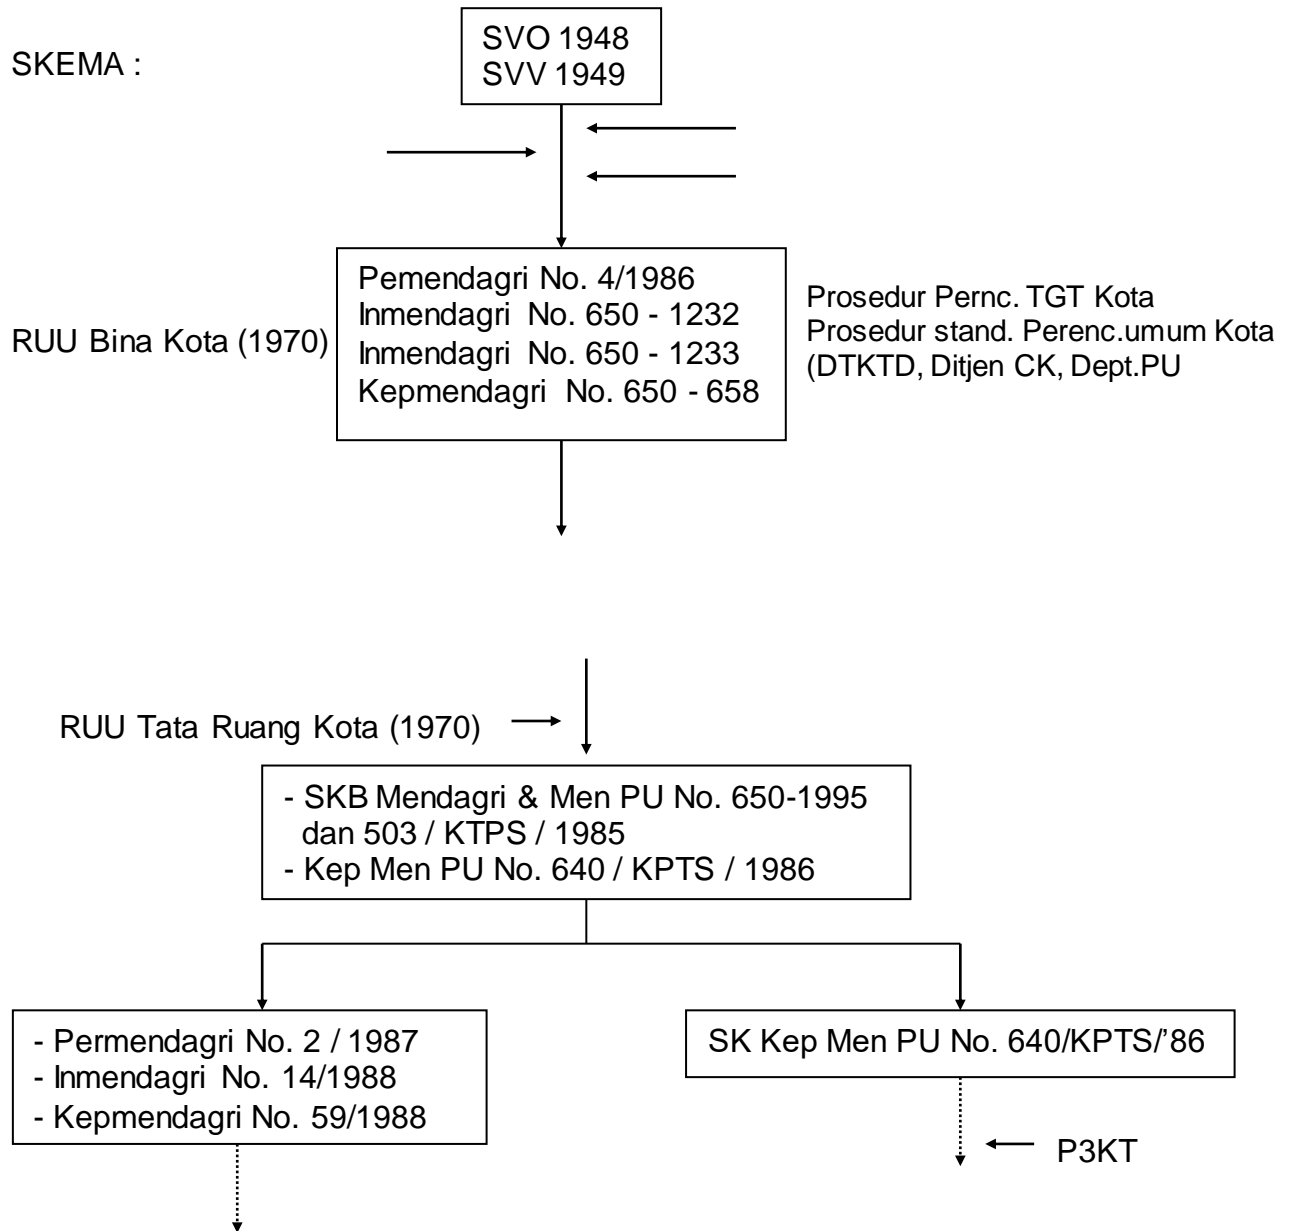 SKEMA :
SVO 1948
SVV 1949
RUU Bina Kota (1970)
Pemendagri No. 4/1986
Inmendagri No. 650 - 1232
Inmendagri No. 650 - 1233
Kepmendagri No. 650 - 658
Prosedur Pernc. TGT Kota
Prosedur stand. Perenc.umum Kota
(DTKTD, Ditjen CK, Dept.PU
RUU Tata Ruang Kota (1970)
- SKB Mendagri & Men PU No. 650-1995
dan 503 / KTPS / 1985
- Kep Men PU No. 640 / KPTS / 1986
- Permendagri No. 2 / 1987
- Inmendagri No. 14/1988
- Kepmendagri No. 59/1988
SK Kep Men PU No. 640/KPTS/’86
P3KT